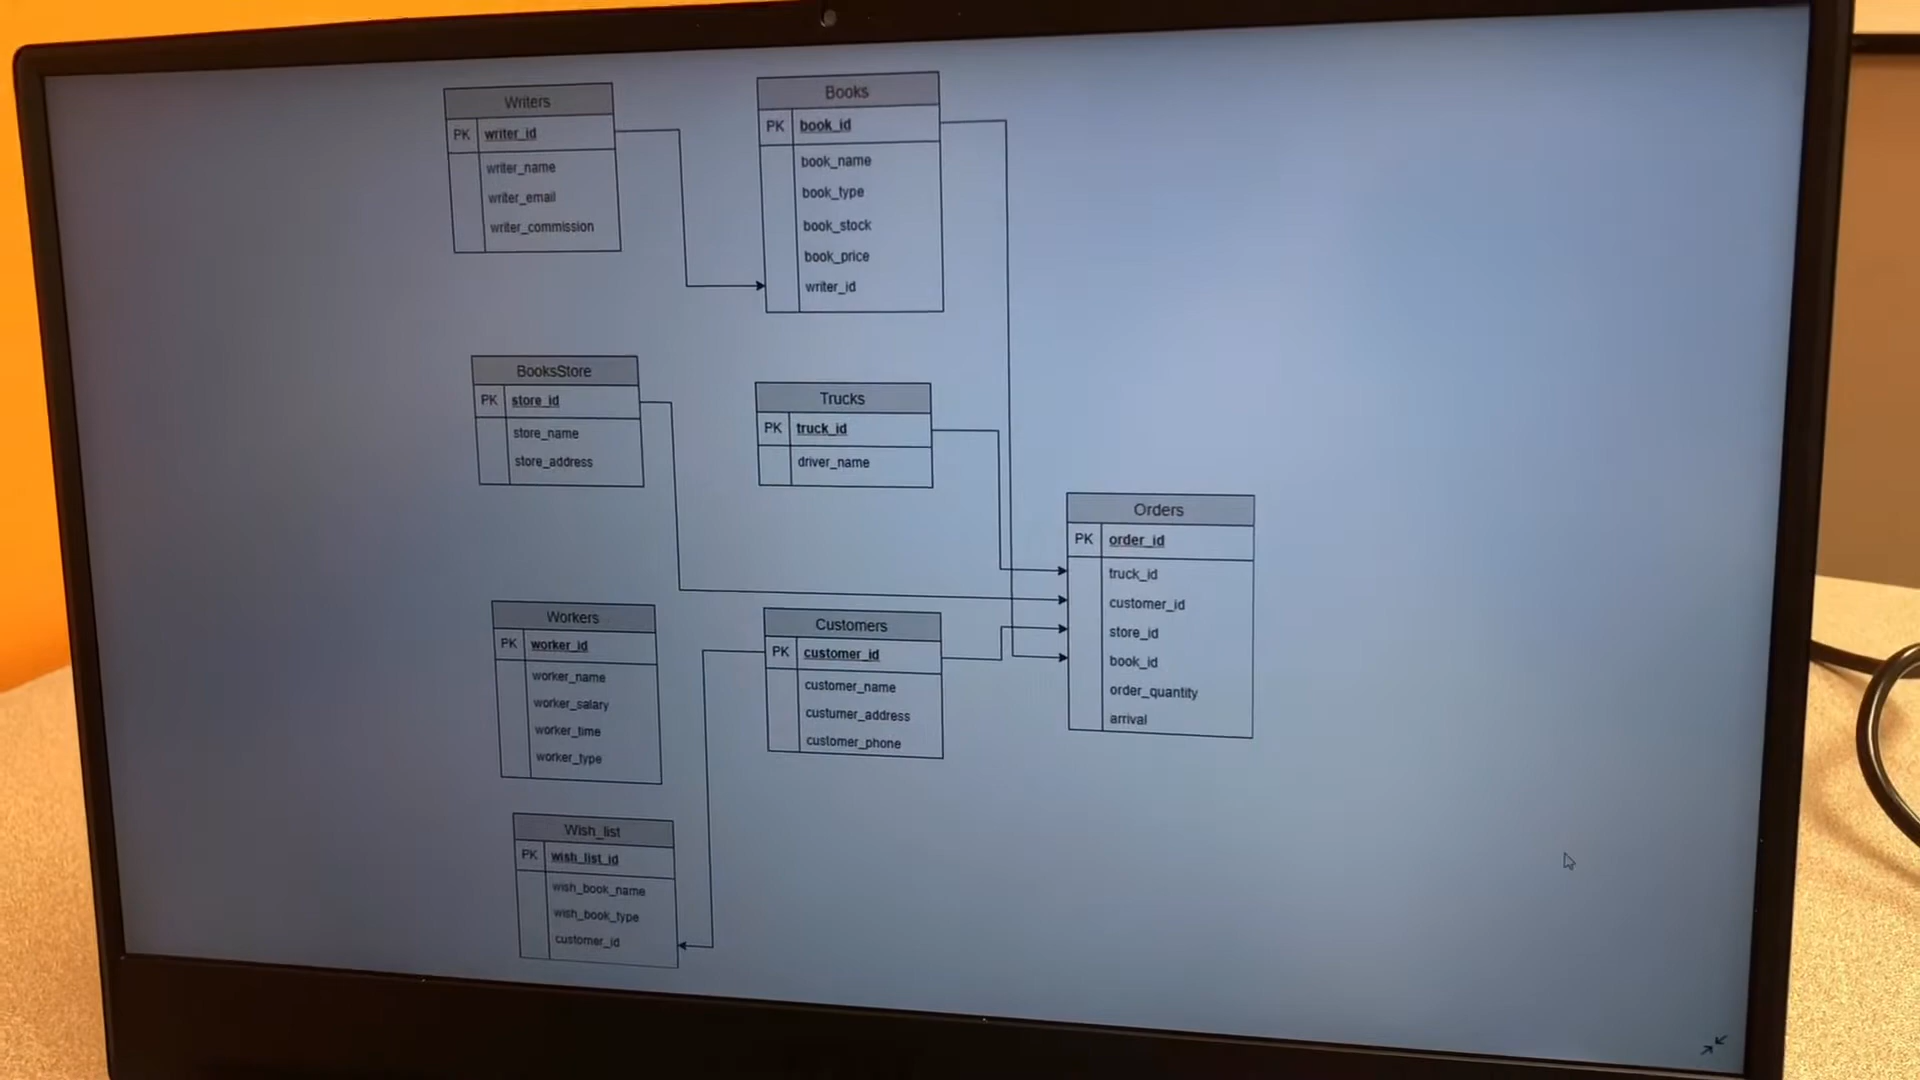 Writers
PK writer_id
writer_name
writer_email
writer_commission
Books
PK book_id
book_name
book_type
book_stock
book_price
writer_id
BooksStore
PK store_id
store_name
store_address
Trucks
PK truck_id
driver_name
Orders
PK order_id
truck_id
customer_id
store_id
book_id
order_quantity
arrival
Workers
PK worker_id
worker_name
worker_salary
worker_time
worker_type
Customers
PK customer_id
customer_name
custumer_address
customer_phone
Wish_list
PK wish_list_id
wish_book_name
wish_book_type
customer_id